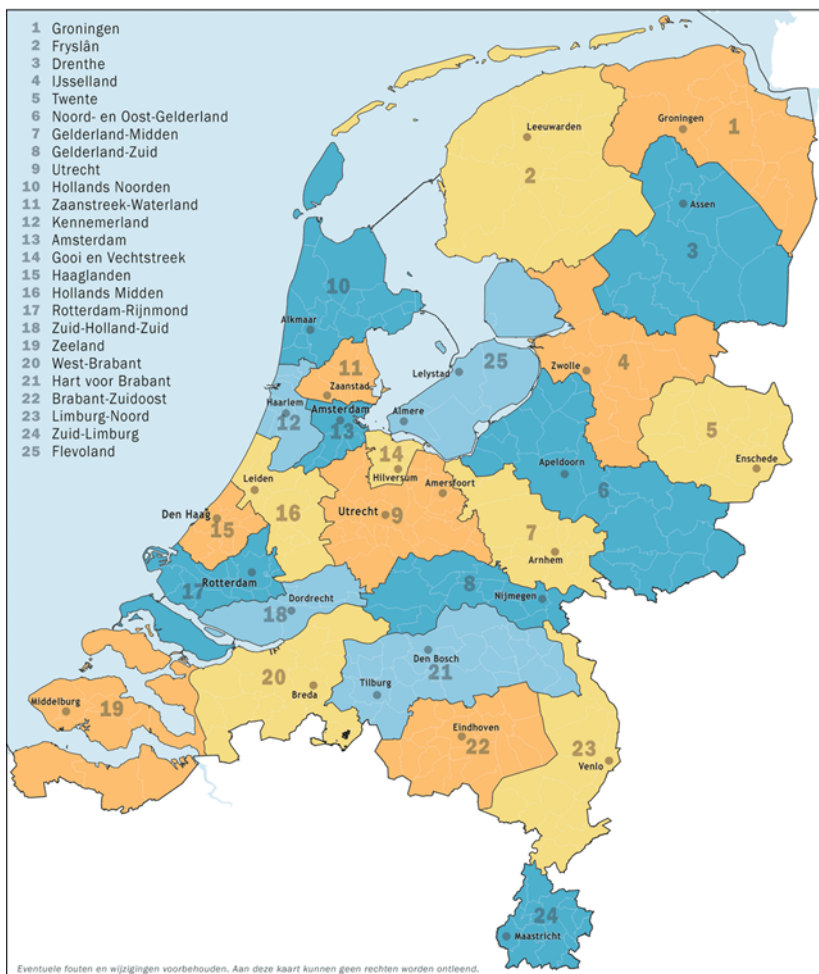 1 Groningen
2 Fryslân
3 Drenthe
4 IJsselland
5 Twente
6 Noord- en Oost-Gelderland
7 Gelderland-Midden
8 Gelderland-Zuid
9 Utrecht
10 Hollands Noorden
11 Zaanstreek-Waterland
12 Kennemerland
13 Amsterdam
14 Gooi en Vechtstreek
15 Haaglanden
16 Hollands Midden
17 Rotterdam-Rijnmond
18 Zuid-Holland-Zuid
19 Zeeland
20 West-Brabant
21 Hart voor Brabant
22 Brabant-Zuidoost
23 Limburg-Noord
24 Zuid-Limburg
25 Flevoland
Groningen
1
Leeuwarden
2
Assen
3
10
Alkmaar
25
Lelystad
Zwolle
4
11
Zaanstad
Haarlem
12
Amsterdam
13
Almere
5
Enschede
14
Hilversum
Apeldoorn
6
Leiden
16
Amersfoort
Den Haag
15
Utrecht
9
7
Arnhem
Rotterdam
17
Dordrecht
18
8
Nijmegen
Den Bosch
21
20
Breda
Tilburg
Middelburg
19
Eindhoven
22
23
Venlo
24
Maastricht
Eventuele fouten en wijzigingen voorbehouden. Aan deze kaart kunnen geen rechten worden ontleend.